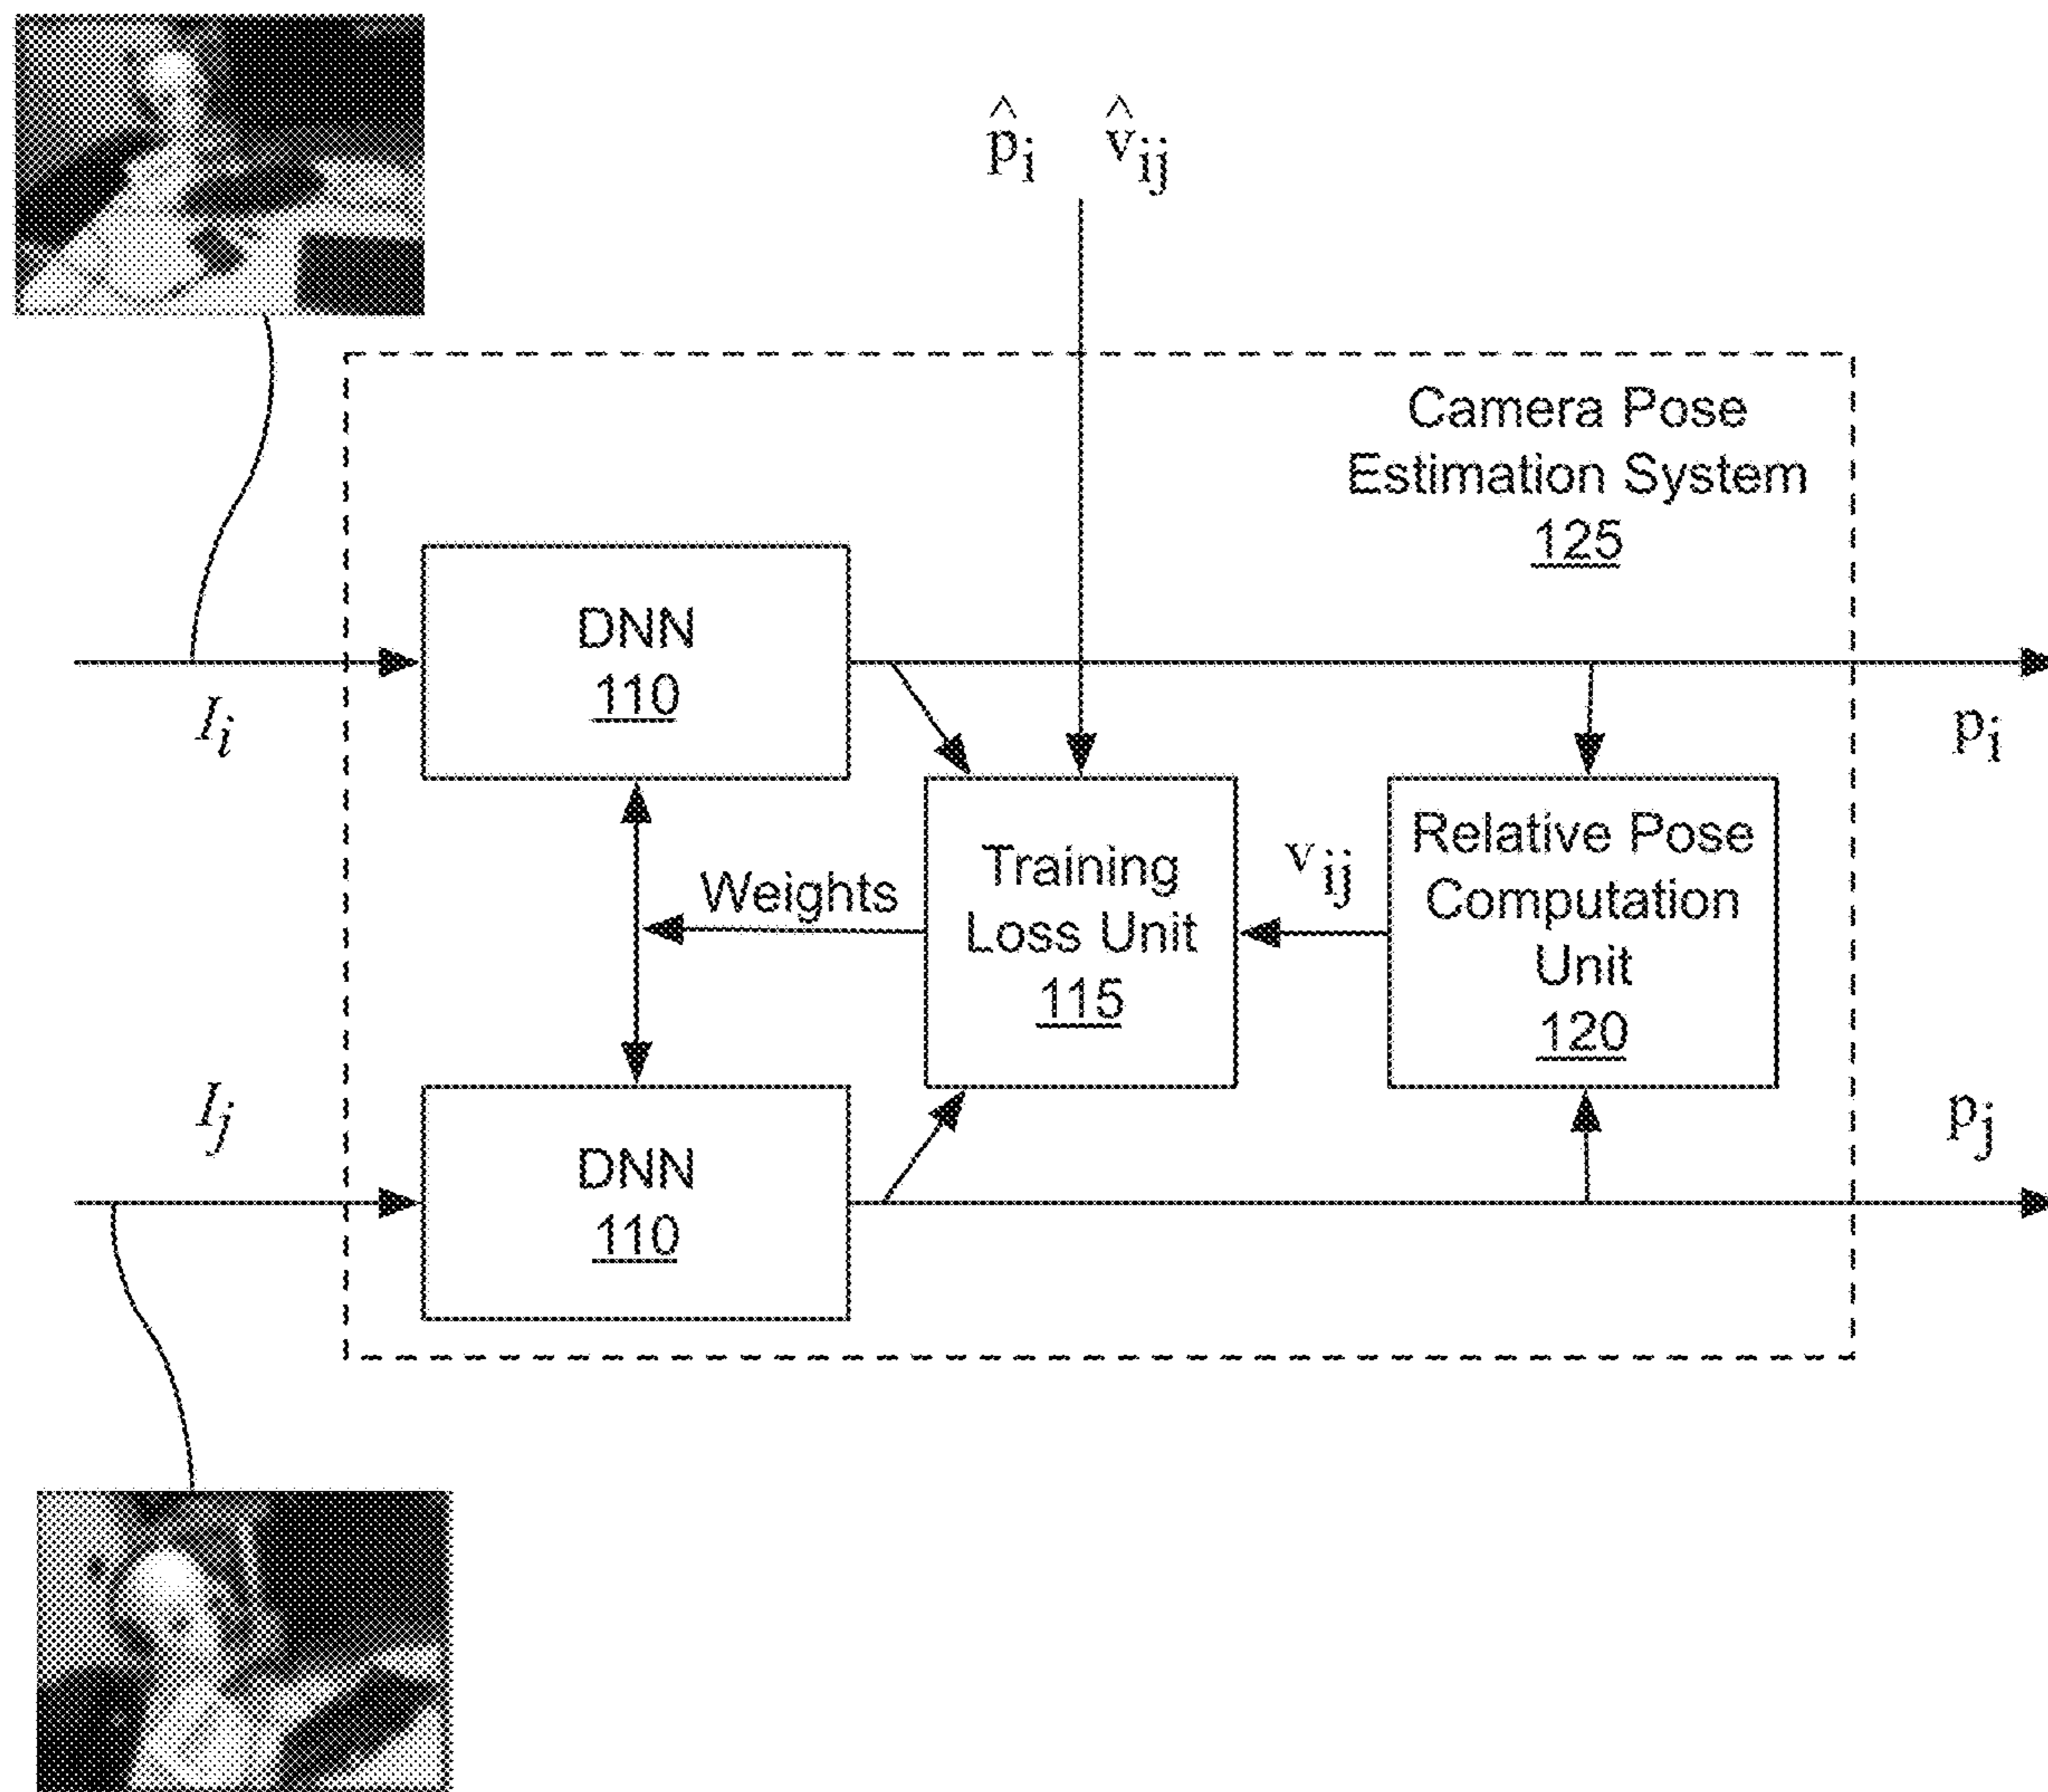 p̂i v̂ij
Camera Pose
Estimation System
125
DNN
110
Ii
pi
Weights
Training
Loss Unit
115
vij
Relative Pose
Computation
Unit
120
Ij
pj
DNN
110